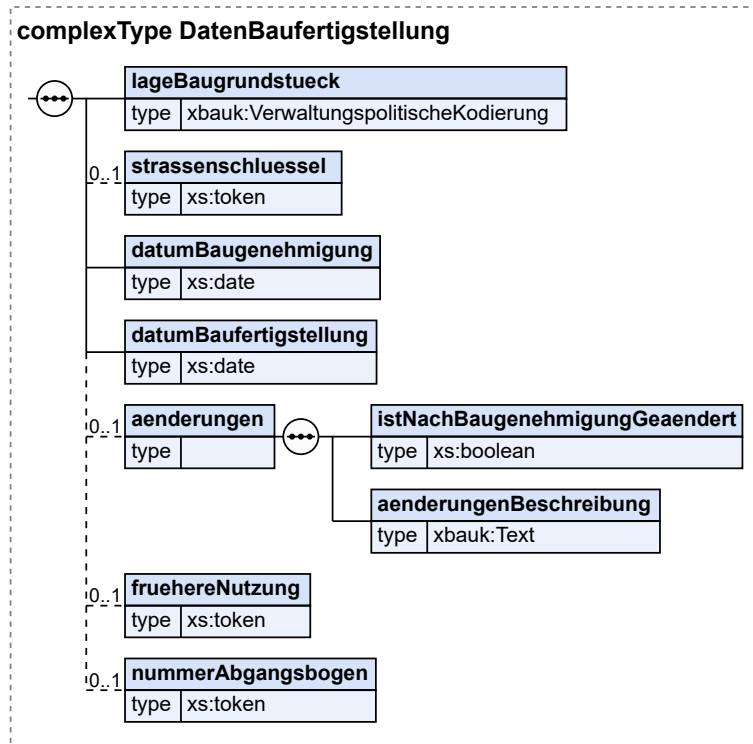 complexType DatenBaufertigstellung
lageBaugrundstueck
type xbauk:VerwaltungspolitischeKodierung
0..1 strassenschluessel
type xs:token
datumBaugenehmigung
type xs:date
datumBaufertigstellung
type xs:date
0..1 aenderungen
type
istNachBaugenehmigungGeaendert
type xs:boolean
aenderungenBeschreibung
type xbauk:Text
0..1 fruehereNutzung
type xs:token
0..1 nummerAbgangsbogen
type xs:token